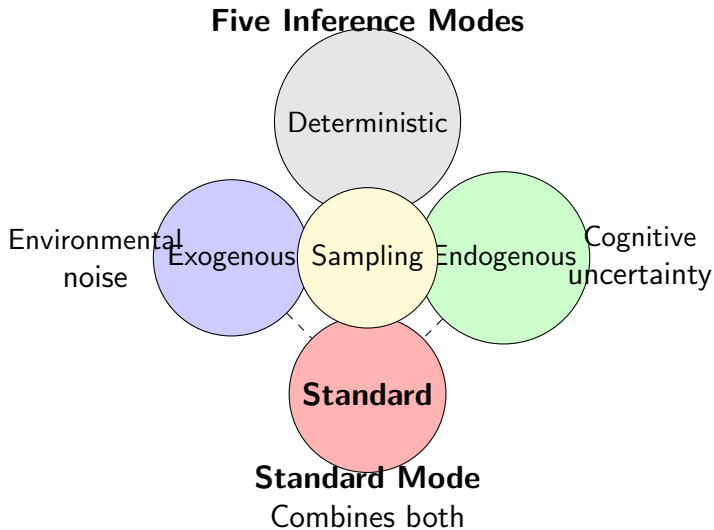 Five Inference Modes
Deterministic
Environmental
noise
Exogenous
Sampling
Endogenous
Cognitive
uncertainty
Standard
Standard Mode
Combines both